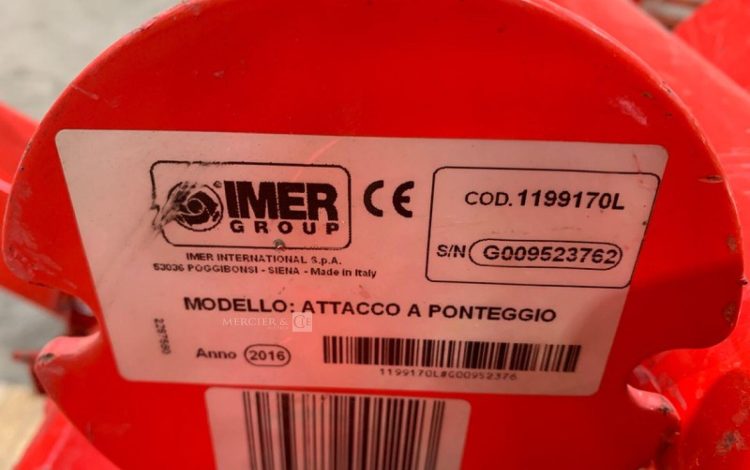 IMER
GROUP
CE
COD. 1199170L
S/N G009523762
IMER INTERNATIONAL S.p.A.
53036 POGGIBONSI - SIENA - Made in Italy
MODELLO: ATTACCO A PONTEGGIO
MERCIER &
Anno 2016
1199170L#G00952376